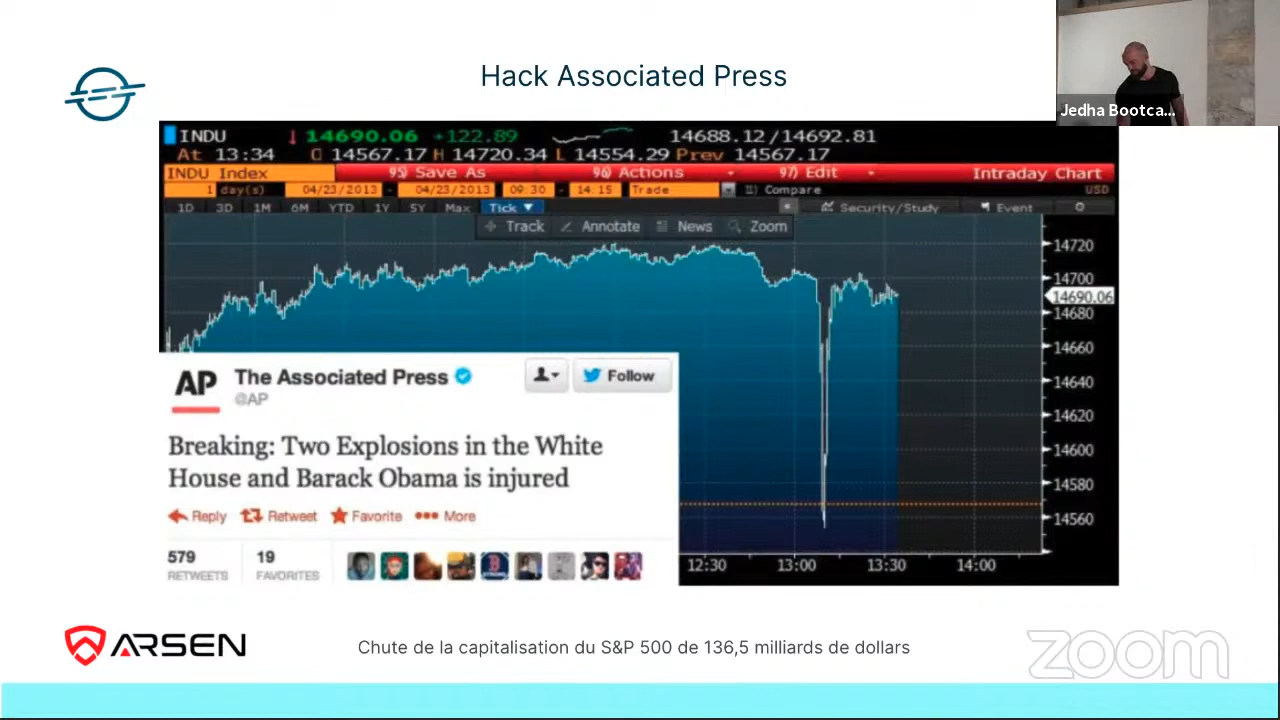 Hack Associated Press
Jedha Bootca...
INDU 14690.06 +122.89 14688.12/14692.81
At 13:34 O 14567.17 H 14720.34 L 14554.29 Prev 14567.17
INDU Index 95) Save As 96) Actions 97) Edit Intraday Chart
1 day(s) 04/23/2013 - 04/23/2013 09:30 - 14:15 Trade Compare USD
1D 3D 1M 6M YTD 1Y 5Y Max Tick ▼ « Security/Study Event
Track Annotate News Zoom
14720
14700
14690.06
14680
14660
14640
14620
14600
14580
14560
12:30 13:00 13:30 14:00
AP The Associated Press Follow
@AP
Breaking: Two Explosions in the White
House and Barack Obama is injured
Reply Retweet Favorite More
579 19
RETWEETS FAVORITES
ARSEN
Chute de la capitalisation du S&P 500 de 136,5 milliards de dollars
zoom